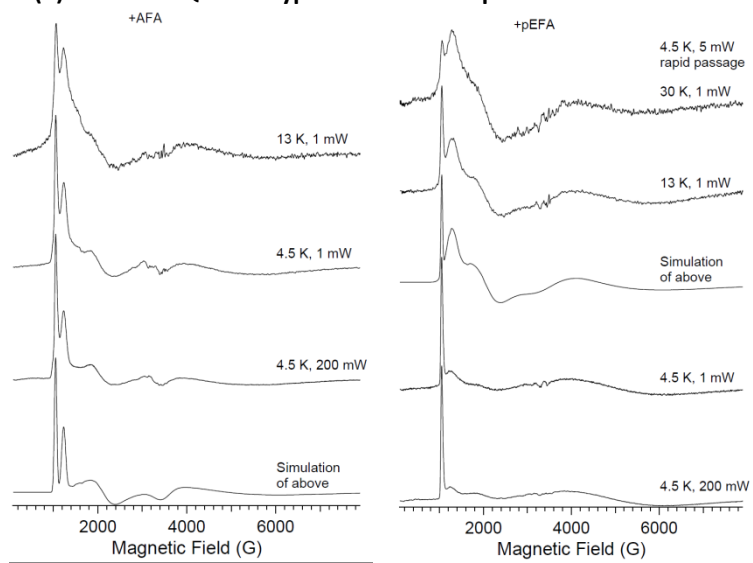 +AFA
13 K, 1 mW
4.5 K, 1 mW
4.5 K, 200 mW
Simulation
of above
2000 4000 6000
Magnetic Field (G)
+pEFA
4.5 K, 5 mW
rapid passage
30 K, 1 mW
13 K, 1 mW
Simulation
of above
4.5 K, 1 mW
4.5 K, 200 mW
2000 4000 6000
Magnetic Field (G)